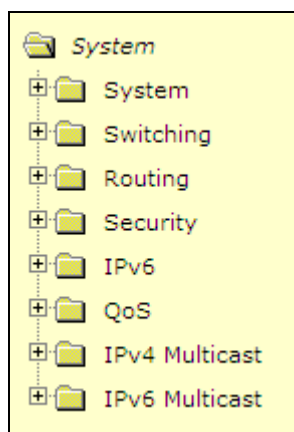 System
System
Switching
Routing
Security
IPv6
QoS
IPv4 Multicast
IPv6 Multicast